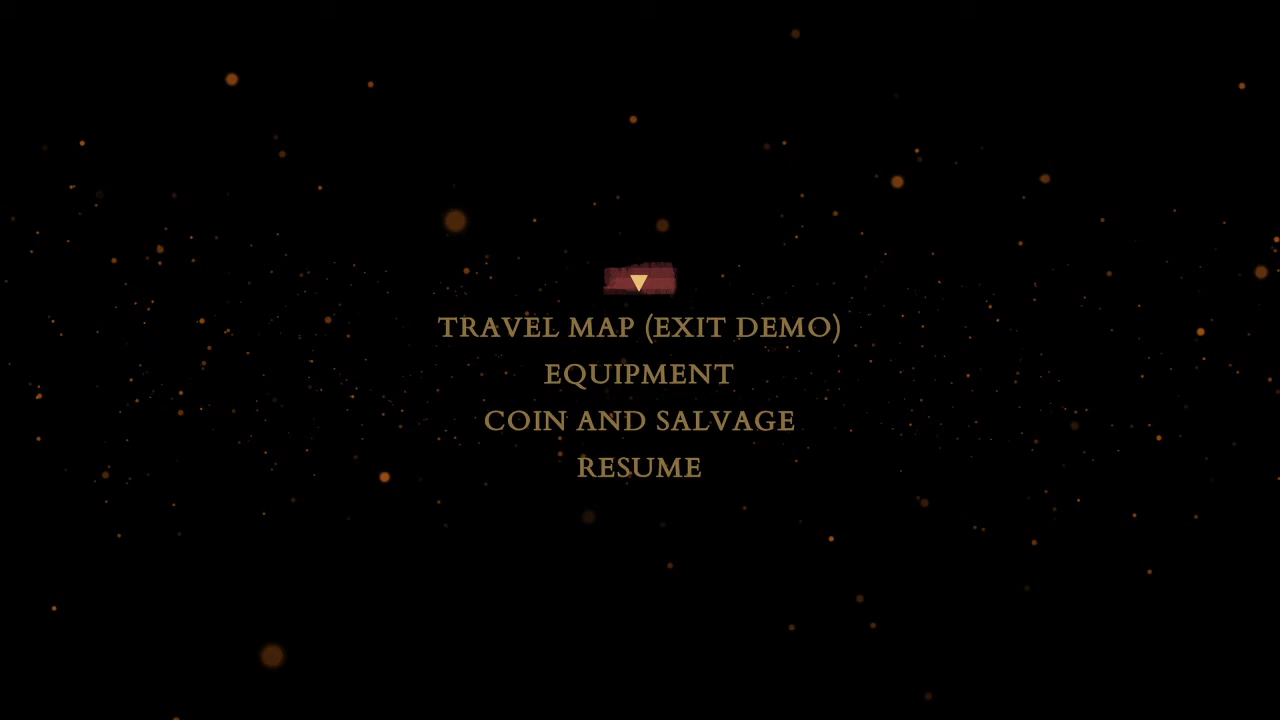 TRAVEL MAP (EXIT DEMO)
EQUIPMENT
COIN AND SALVAGE
RESUME